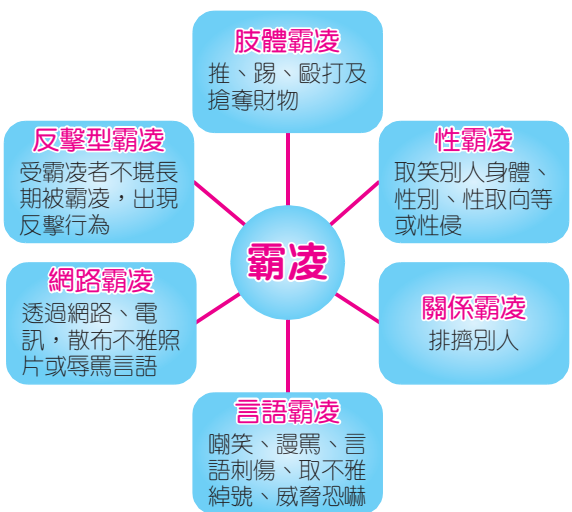 肢體霸凌
推、踢、毆打及
搶奪財物
反擊型霸凌
受霸凌者不堪長
期被霸凌，出現
反擊行為
性霸凌
取笑別人身體、
性別、性取向等
或性侵
霸凌
網路霸凌
透過網路、電
訊，散布不雅照
片或辱罵言語
關係霸凌
排擠別人
言語霸凌
嘲笑、謾罵、言
語刺傷、取不雅
綽號、威脅恐嚇